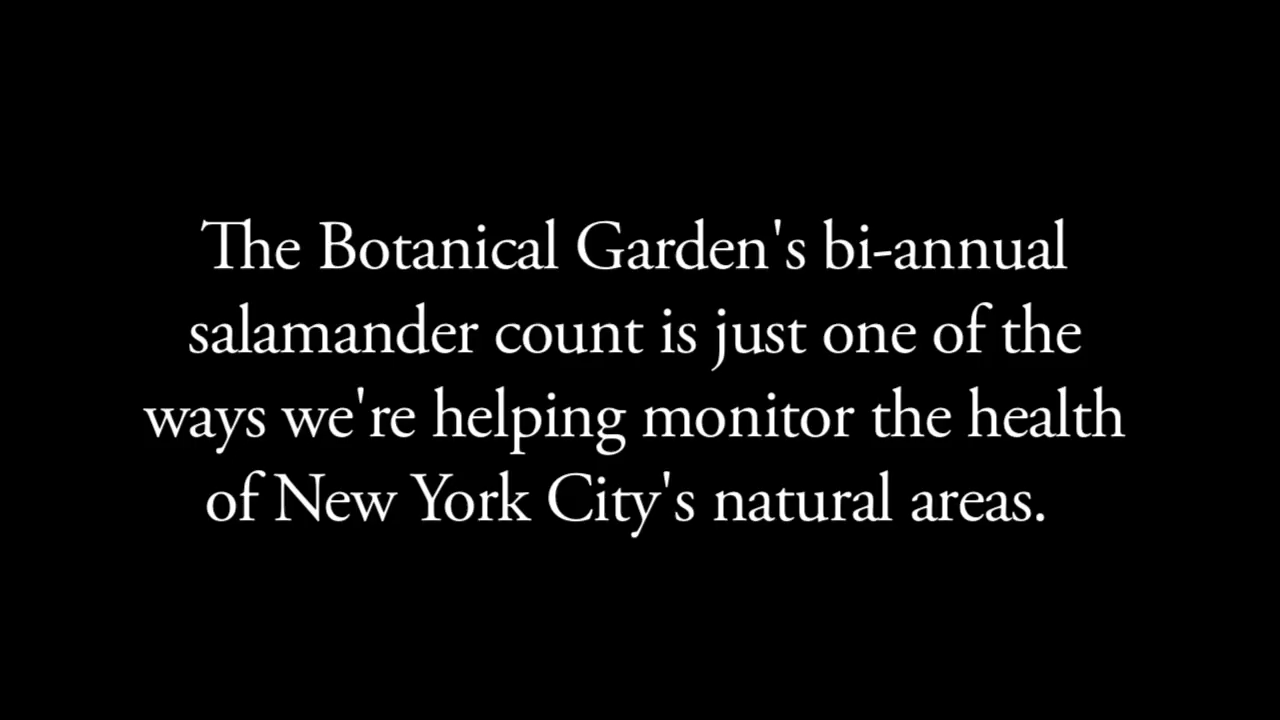 The Botanical Garden's bi-annual
salamander count is just one of the
ways we're helping monitor the health
of New York City's natural areas.